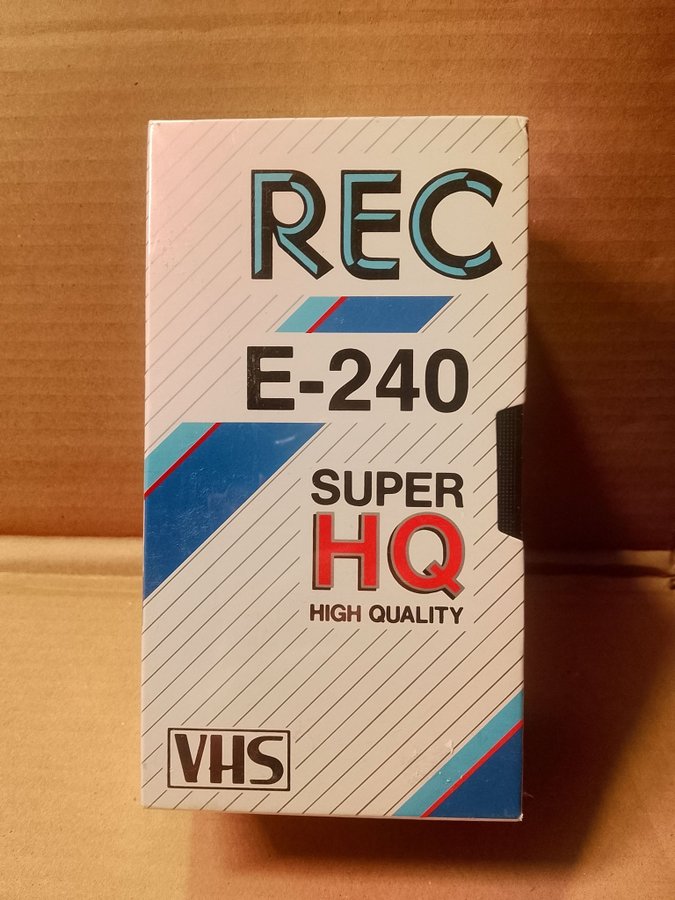 REC
E-240
SUPER
HQ
HIGH QUALITY
VHS